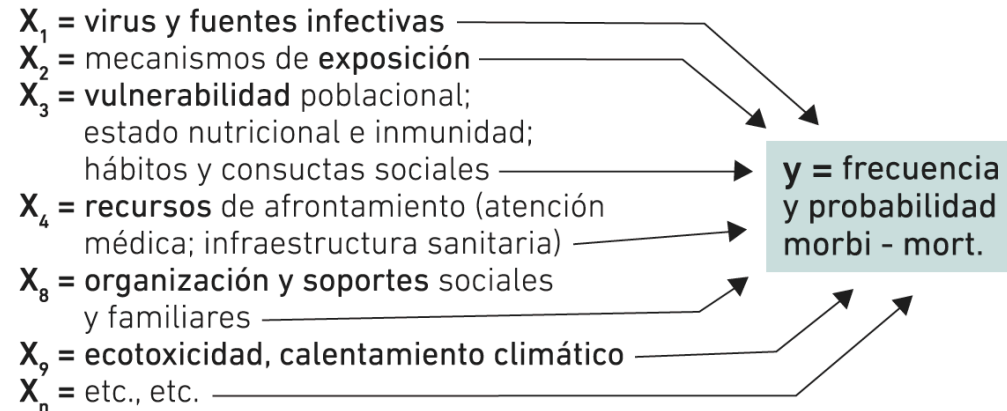 X₁ = virus y fuentes infectivas
X₂ = mecanismos de exposición
X₃ = vulnerabilidad poblacional;
estado nutricional e inmunidad;
hábitos y consuctas sociales
X₄ = recursos de afrontamiento (atención
médica; infraestructura sanitaria)
X₈ = organización y soportes sociales
y familiares
X₉ = ecotoxicidad, calentamiento climático
Xₙ = etc., etc.
y = frecuencia
y probabilidad
morbi - mort.